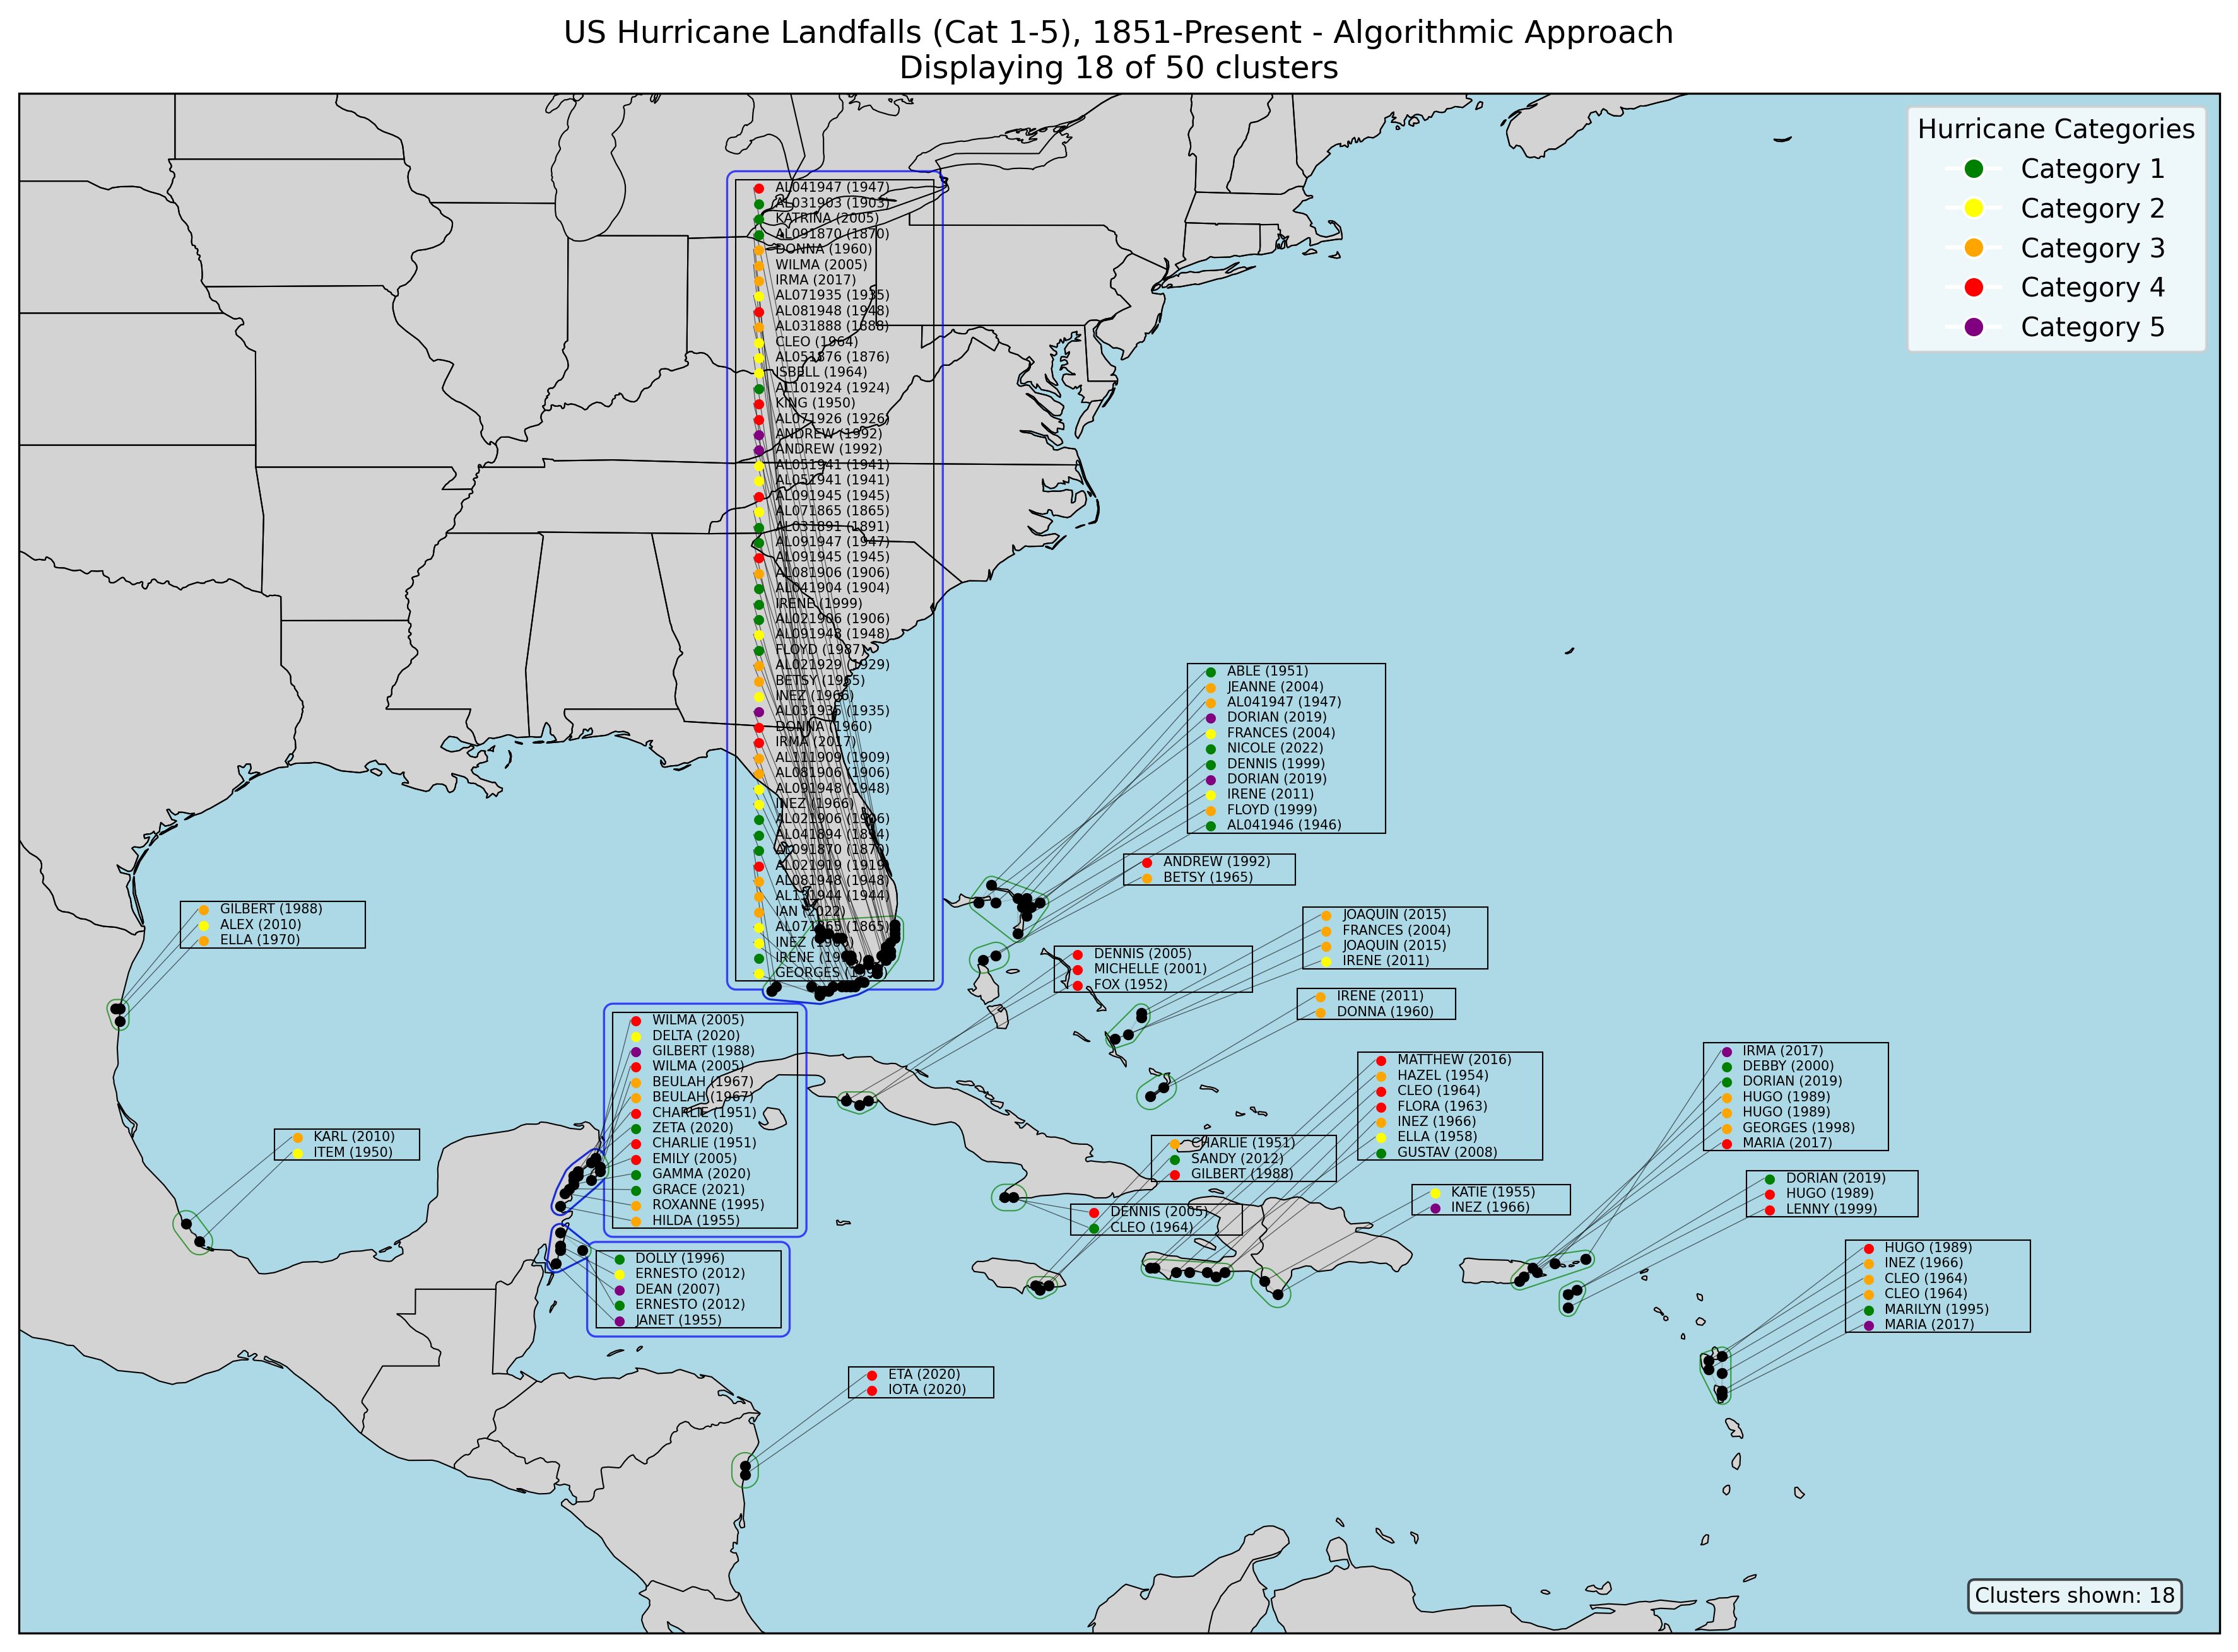 US Hurricane Landfalls (Cat 1-5), 1851-Present - Algorithmic Approach
Displaying 18 of 50 clusters
Hurricane Categories
Category 1
Category 2
Category 3
Category 4
Category 5
AL041947 (1947)
AL031903 (1903)
KATRINA (2005)
AL091870 (1870)
DONNA (1960)
WILMA (2005)
IRMA (2017)
AL071935 (1935)
AL081948 (1948)
AL031888 (1888)
CLEO (1964)
AL051876 (1876)
ISBELL (1964)
AL101924 (1924)
KING (1950)
AL071926 (1926)
ANDREW (1992)
ANDREW (1992)
AL051941 (1941)
AL051941 (1941)
AL091945 (1945)
AL071865 (1865)
AL031891 (1891)
AL091947 (1947)
AL091945 (1945)
AL081906 (1906)
AL041904 (1904)
IRENE (1999)
AL021906 (1906)
AL091948 (1948)
FLOYD (1987)
AL021929 (1929)
BETSY (1965)
INEZ (1966)
AL031935 (1935)
DONNA (1960)
IRMA (2017)
AL111909 (1909)
AL081906 (1906)
AL091948 (1948)
INEZ (1966)
AL021906 (1906)
AL041894 (1894)
AL091870 (1870)
AL021919 (1919)
AL081948 (1948)
AL131944 (1944)
IAN (2022)
AL071865 (1865)
INEZ (1966)
IRENE (1999)
GEORGES (1998)
ABLE (1951)
JEANNE (2004)
AL041947 (1947)
DORIAN (2019)
FRANCES (2004)
NICOLE (2022)
DENNIS (1999)
DORIAN (2019)
IRENE (2011)
FLOYD (1999)
AL041946 (1946)
ANDREW (1992)
BETSY (1965)
GILBERT (1988)
ALEX (2010)
ELLA (1970)
JOAQUIN (2015)
FRANCES (2004)
JOAQUIN (2015)
IRENE (2011)
DENNIS (2005)
MICHELLE (2001)
FOX (1952)
IRENE (2011)
DONNA (1960)
WILMA (2005)
DELTA (2020)
GILBERT (1988)
WILMA (2005)
BEULAH (1967)
BEULAH (1967)
CHARLIE (1951)
ZETA (2020)
CHARLIE (1951)
EMILY (2005)
GAMMA (2020)
GRACE (2021)
ROXANNE (1995)
HILDA (1955)
MATTHEW (2016)
HAZEL (1954)
CLEO (1964)
FLORA (1963)
INEZ (1966)
ELLA (1958)
GUSTAV (2008)
IRMA (2017)
DEBBY (2000)
DORIAN (2019)
HUGO (1989)
HUGO (1989)
GEORGES (1998)
MARIA (2017)
KARL (2010)
ITEM (1950)
CHARLIE (1951)
SANDY (2012)
GILBERT (1988)
DORIAN (2019)
HUGO (1989)
LENNY (1999)
KATIE (1955)
INEZ (1966)
DENNIS (2005)
CLEO (1964)
HUGO (1989)
INEZ (1966)
CLEO (1964)
CLEO (1964)
MARILYN (1995)
MARIA (2017)
DOLLY (1996)
ERNESTO (2012)
DEAN (2007)
ERNESTO (2012)
JANET (1955)
ETA (2020)
IOTA (2020)
Clusters shown: 18